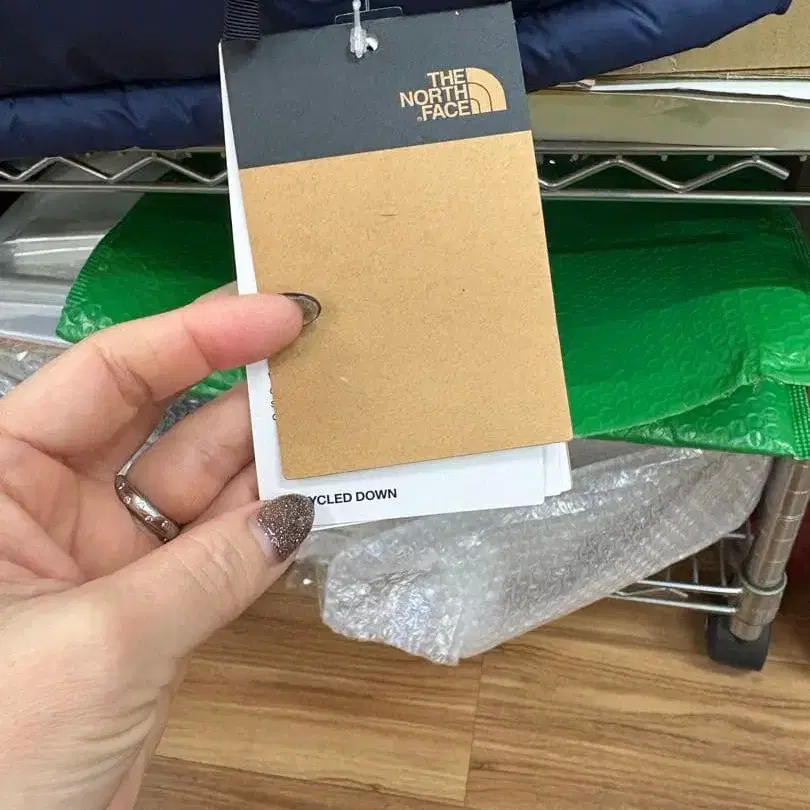 THE
NORTH
FACE
YCLED DOWN